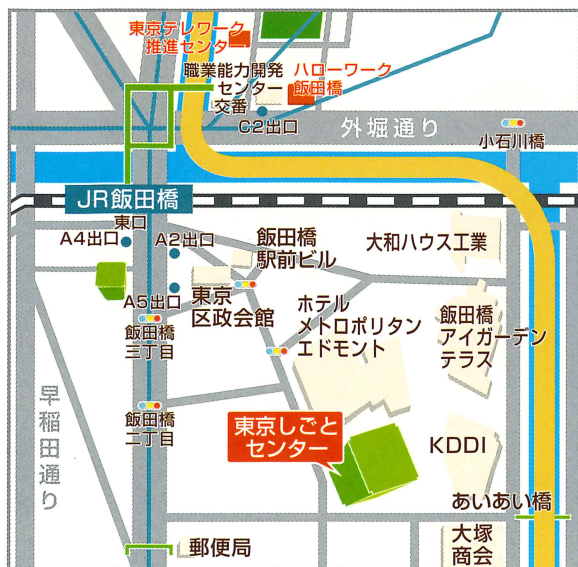 東京テレワーク
推進センター
職業能力開発
センター
交番
ハローワーク
飯田橋
C2出口
外堀通り
小石川橋
JR飯田橋
東口
A4出口
A2出口
飯田橋
駅前ビル
大和ハウス工業
A5出口
東京
区政会館
ホテル
メトロポリタン
エドモント
飯田橋
アイガーデン
テラス
飯田橋
三丁目
早稲田通り
飯田橋
二丁目
東京しごと
センター
KDDI
あいあい橋
郵便局
大塚
商会